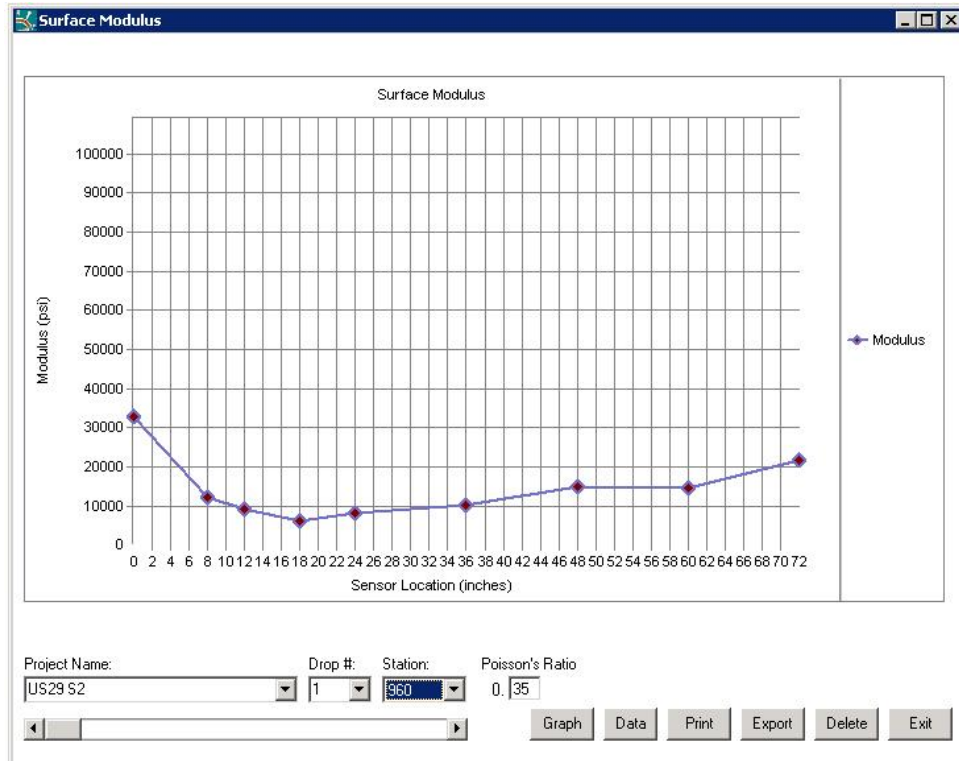 Surface Modulus
Surface Modulus
100000
90000
80000
70000
60000
50000
40000
30000
20000
10000
0
Modulus (psi)
0 2 4 6 8 10 12 14 16 18 20 22 24 26 28 30 32 34 36 38 40 42 44 46 48 50 52 54 56 58 60 62 64 66 68 70 72
Sensor Location (inches)
Modulus
Project Name: Drop #: Station: Poisson's Ratio
US29 S2 1 960 0. 35
Graph Data Print Export Delete Exit